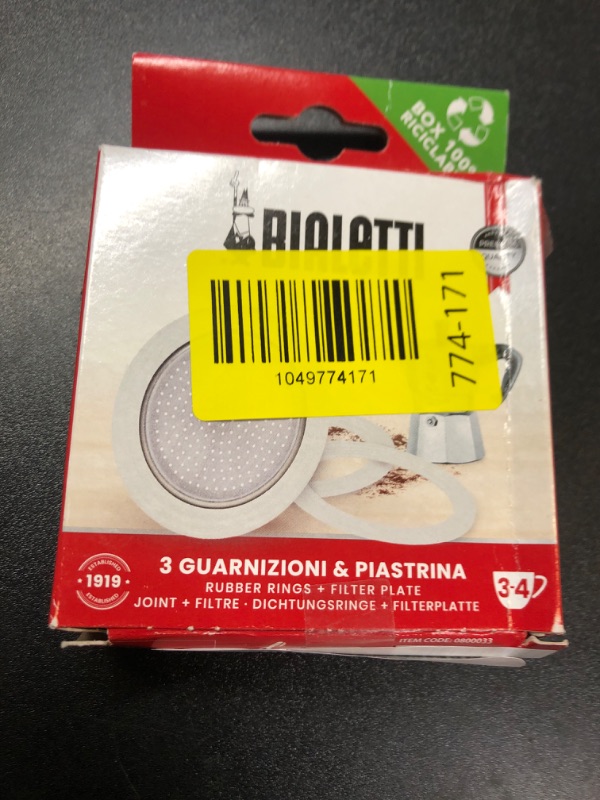 BOX 100%
BIALETTI
774-171
1049774171
ESTABLISHED
1919
ESTABLISHED
3 GUARNIZIONI & PIASTRINA
RUBBER RINGS + FILTER PLATE
JOINT + FILTRE · DICHTUNGSRINGE + FILTERPLATTE
3-4
ITEM CODE: 0800033